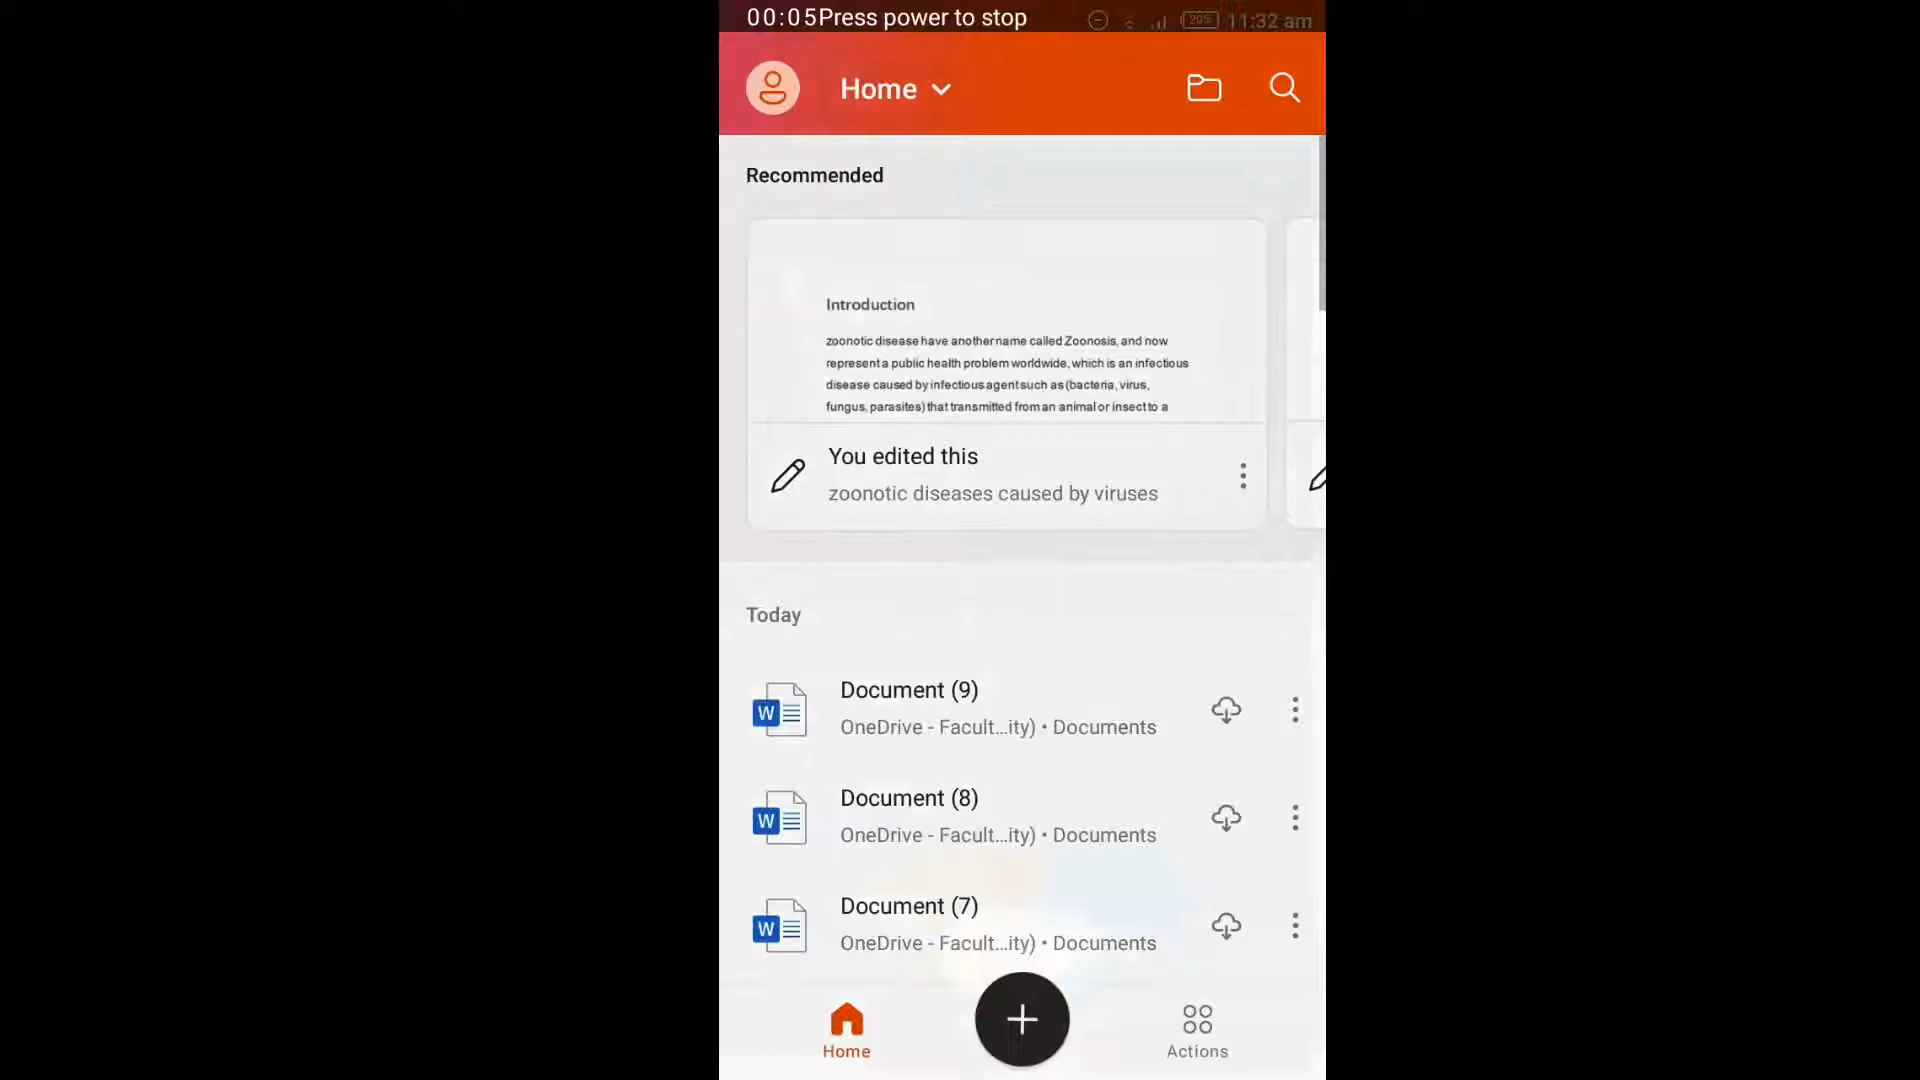 00:05Press power to stop
20%
11:32 am
Home
Recommended
Introduction
zoonotic disease have another name called Zoonosis, and now
represent a public health problem worldwide, which is an infectious
disease caused by infectious agent such as (bacteria, virus,
fungus, parasites) that transmitted from an animal or insect to a
You edited this
zoonotic diseases caused by viruses
Today
W
Document (9)
OneDrive - Facult...ity) • Documents
W
Document (8)
OneDrive - Facult...ity) • Documents
W
Document (7)
OneDrive - Facult...ity) • Documents
Home
Actions